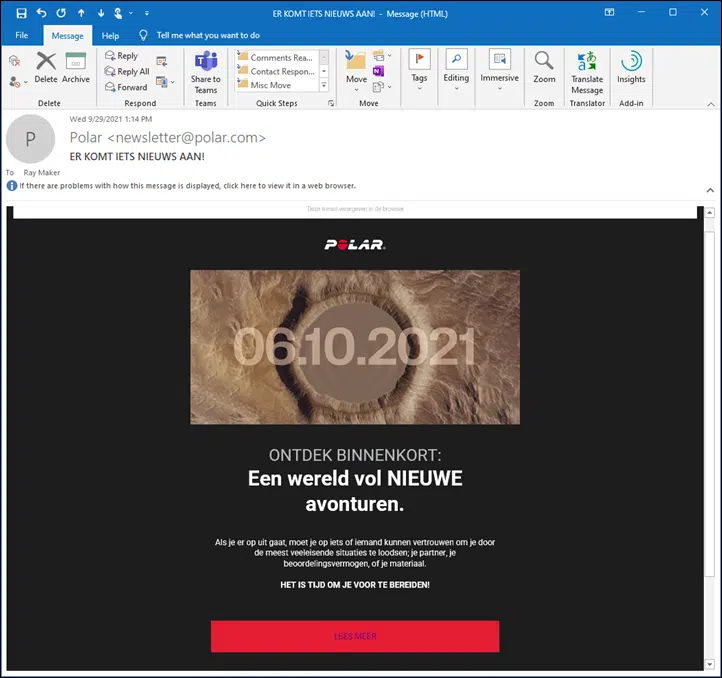 ER KOMT IETS NIEUWS AAN! - Message (HTML)
File Message Help Tell me what you want to do
Delete Archive
Reply
Reply All
Forward
Share to
Teams
Comments Rea...
Contact Respon...
Misc Move
Move
Tags
Editing
Immersive
Zoom
Translate
Message
Insights
Delete Respond Teams Quick Steps Move Zoom Translator Add-in
Wed 9/29/2021 1:14 PM
P
Polar <newsletter@polar.com>
ER KOMT IETS NIEUWS AAN!
To Ray Maker
If there are problems with how this message is displayed, click here to view it in a web browser.
Deze e-mail weergeven in de browser
POLAR
06.10.2021
ONTDEK BINNENKORT:
Een wereld vol NIEUWE
avonturen.
Als je er op uit gaat, moet je op iets of iemand kunnen vertrouwen om je door
de meest veeleisende situaties te loodsen; je partner, je
beoordelingsvermogen, of je materiaal.
HET IS TIJD OM JE VOOR TE BEREIDEN!
LEES MEER